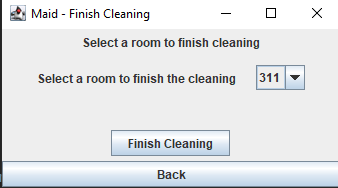 Maid - Finish Cleaning
Select a room to finish cleaning
Select a room to finish the cleaning 311
Finish Cleaning
Back